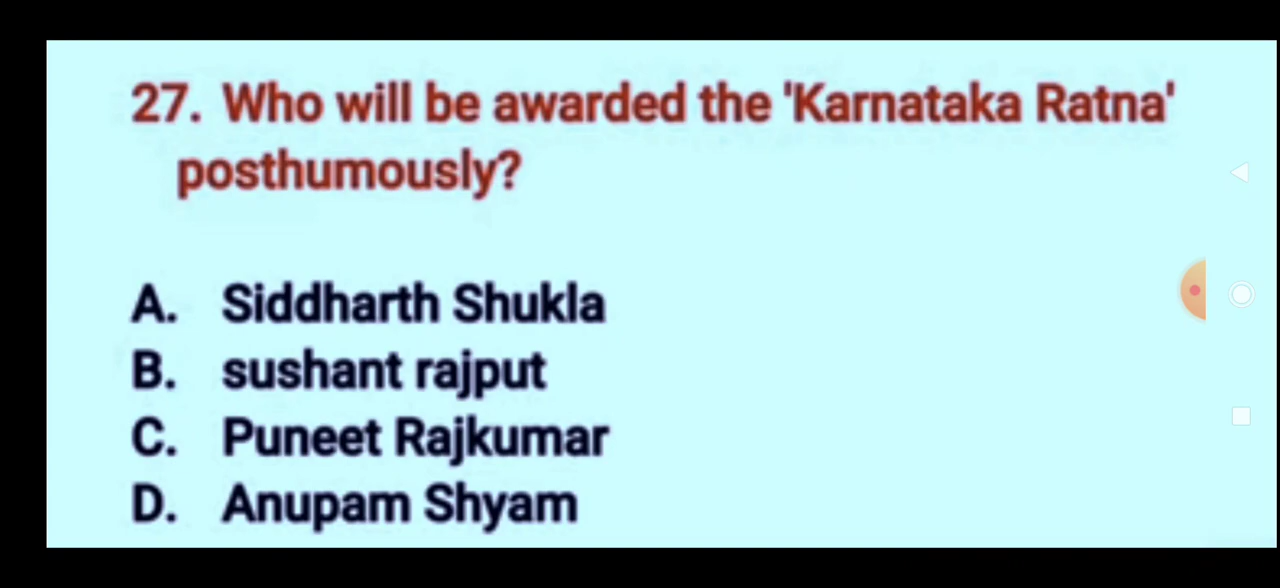 27. Who will be awarded the 'Karnataka Ratna'
posthumously?
A. Siddharth Shukla
B. sushant rajput
C. Puneet Rajkumar
D. Anupam Shyam